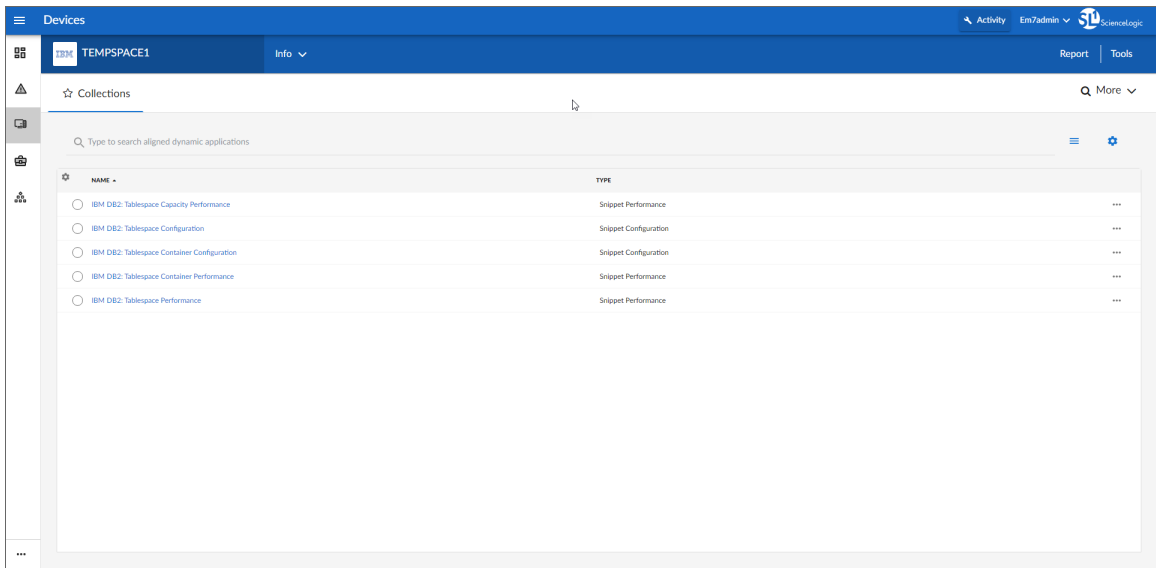 Devices
Activity Em7admin SL1 ScienceLogic
IBM TEMPSPACE1 Info Report Tools
Collections More
Type to search aligned dynamic applications
NAME TYPE
IBM DB2: Tablespace Capacity Performance Snippet Performance
IBM DB2: Tablespace Configuration Snippet Configuration
IBM DB2: Tablespace Container Configuration Snippet Configuration
IBM DB2: Tablespace Container Performance Snippet Performance
IBM DB2: Tablespace Performance Snippet Performance